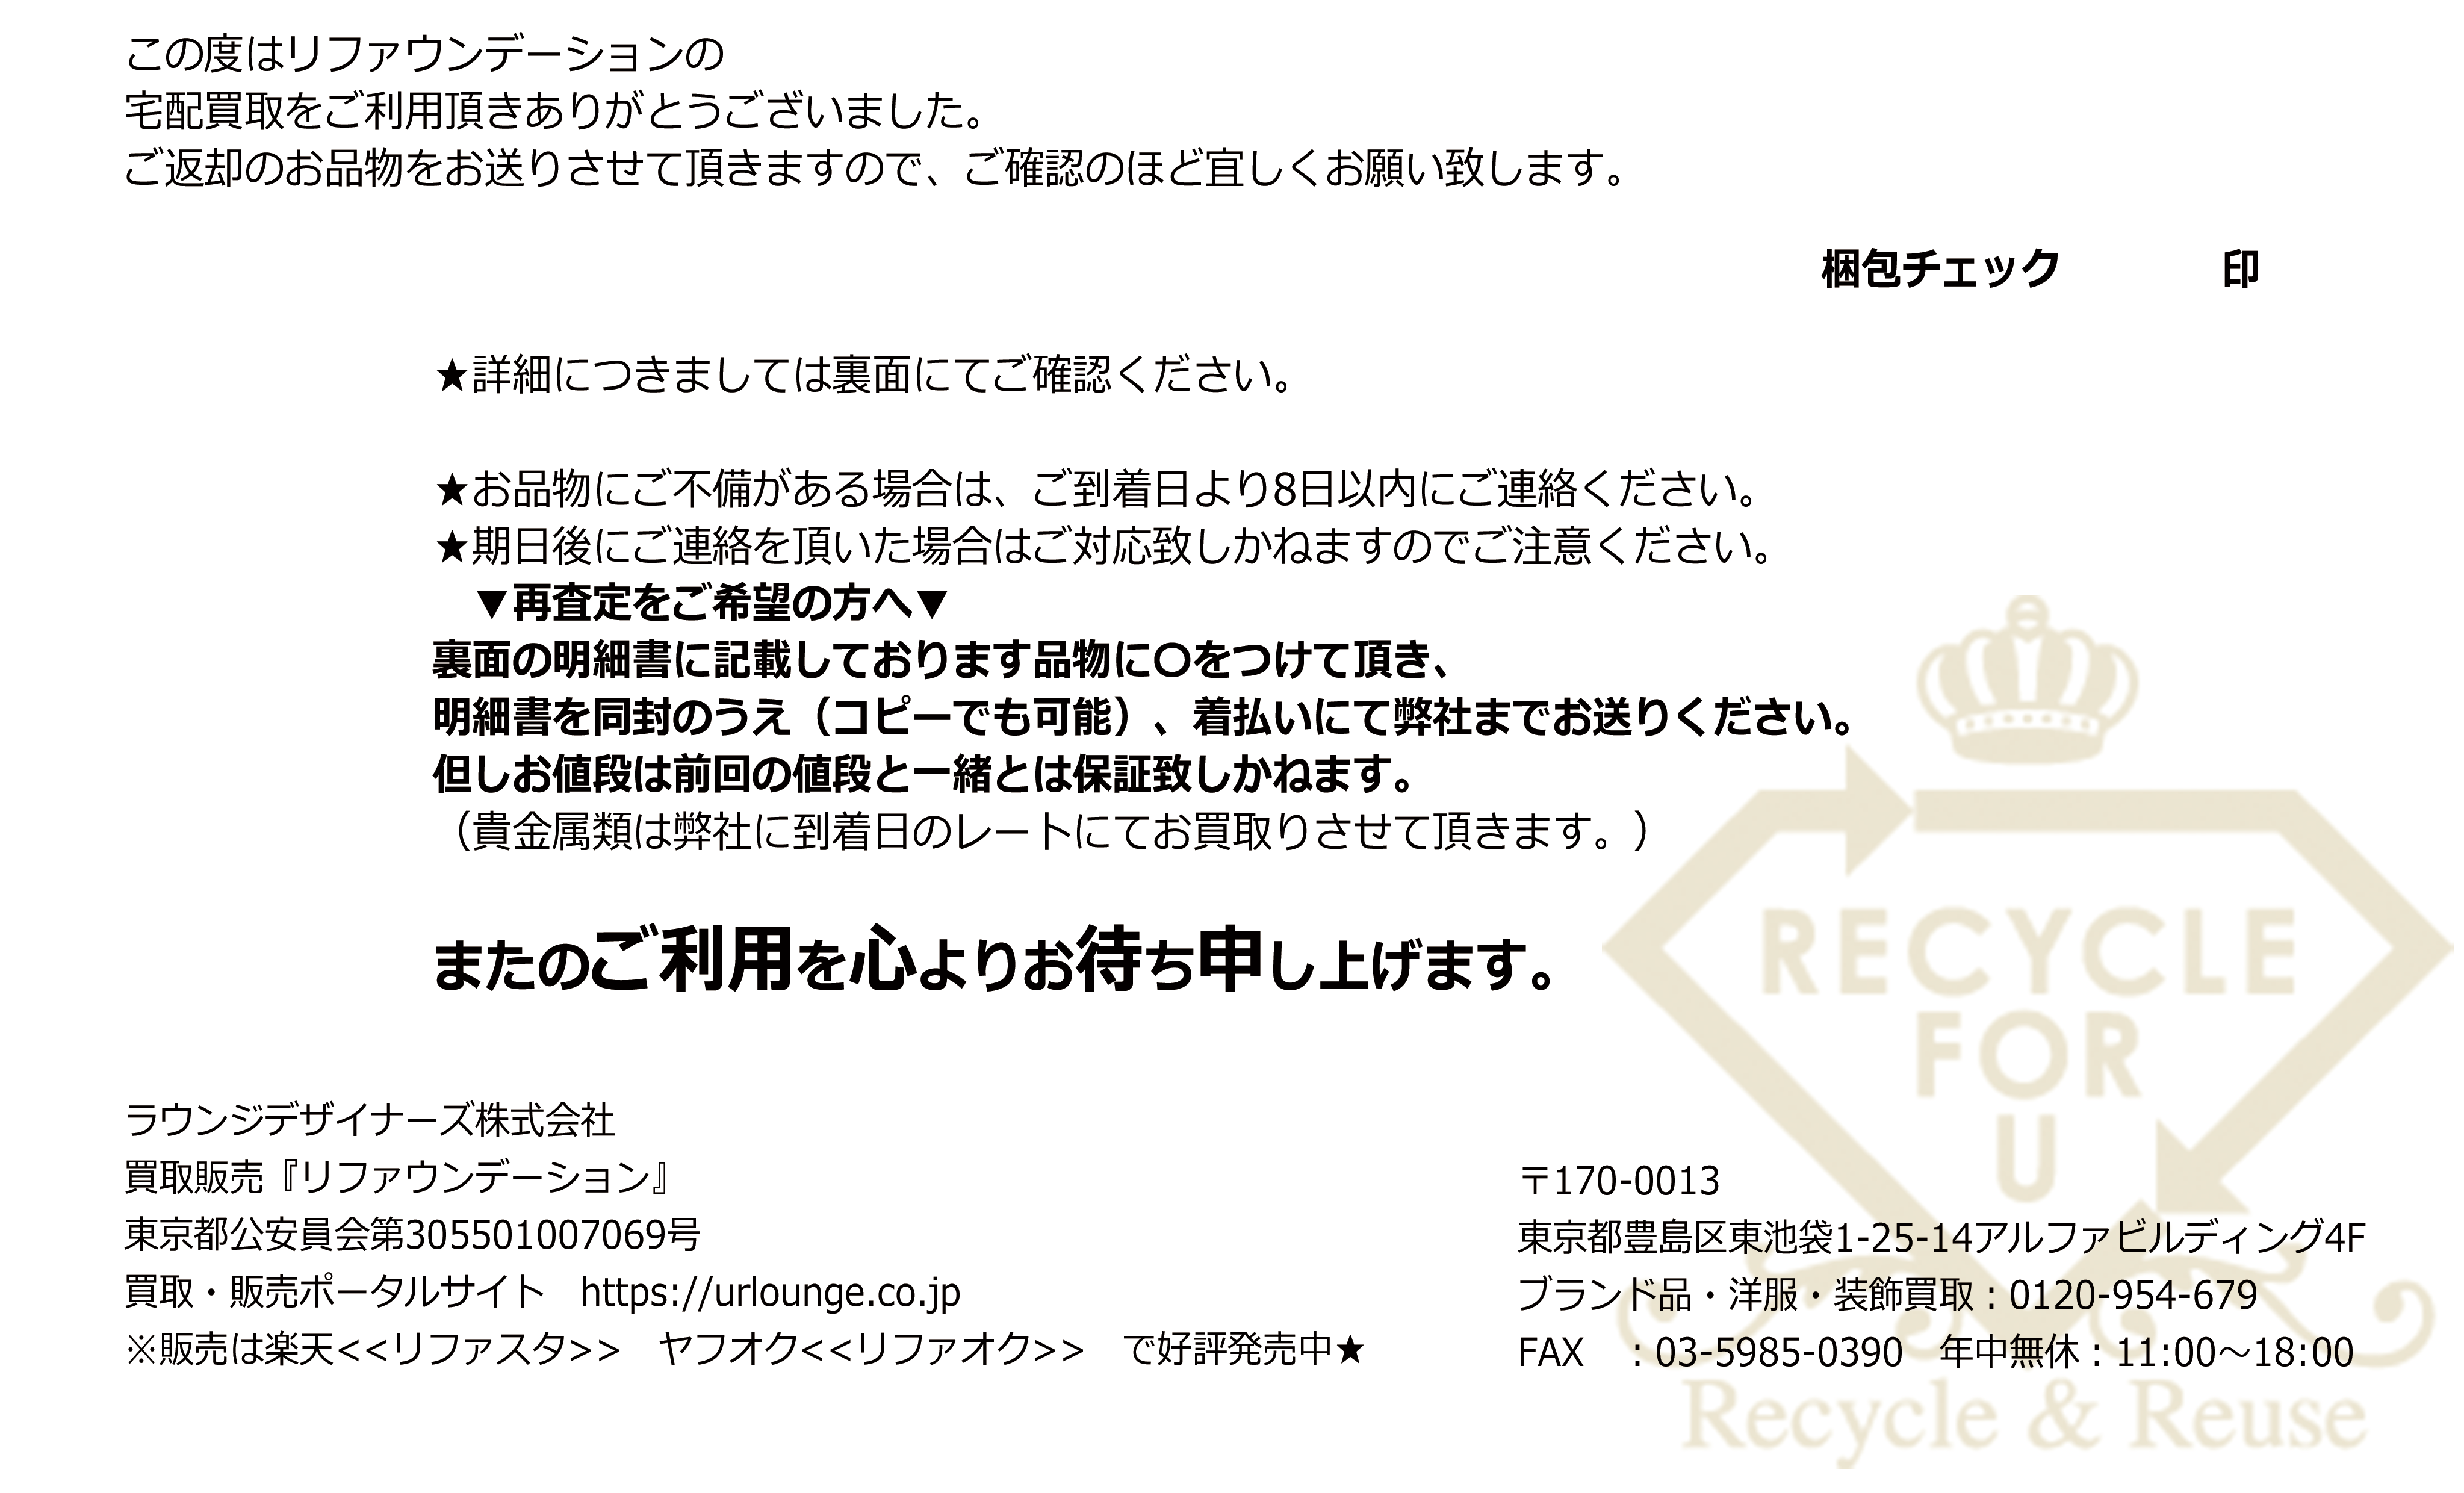 この度はリファウンデーションの
宅配買取をご利用頂きありがとうございました。
ご返却のお品物をお送りさせて頂きますので、ご確認のほど宜しくお願い致します。
梱包チェック　　　　印
★詳細につきましては裏面にてご確認ください。
★お品物にご不備がある場合は、ご到着日より8日以内にご連絡ください。
★期日後にご連絡を頂いた場合はご対応致しかねますのでご注意ください。
▼再査定をご希望の方へ▼
裏面の明細書に記載しております品物に〇をつけて頂き、
明細書を同封のうえ（コピーでも可能）、着払いにて弊社までお送りください。
但しお値段は前回の値段と一緒とは保証致しかねます。
（貴金属類は弊社に到着日のレートにてお買取りさせて頂きます。）
またのご利用を心よりお待ち申し上げます。
RECYCLE
FOR
U
ラウンジデザイナーズ株式会社
買取販売『リファウンデーション』
東京都公安員会第305501007069号
買取・販売ポータルサイト　https://urlounge.co.jp
※販売は楽天<<リファスタ>>　ヤフオク<<リファオク>>　で好評発売中★
〒170-0013
東京都豊島区東池袋1-25-14アルファビルディング4F
ブランド品・洋服・装飾買取：0120-954-679
FAX　：03-5985-0390　年中無休：11:00～18:00
Recycle & Reuse